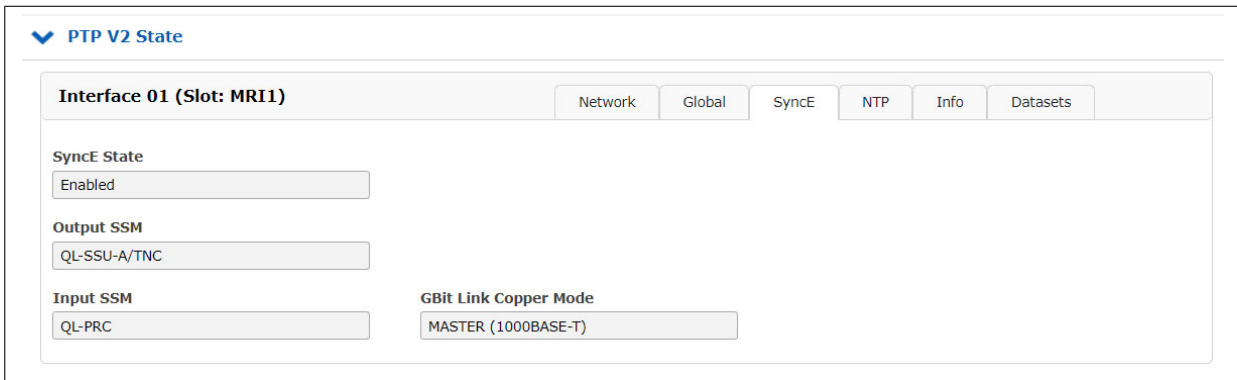 PTP V2 State
Interface 01 (Slot: MRI1)
Network Global SyncE NTP Info Datasets
SyncE State
Enabled
Output SSM
QL-SSU-A/TNC
Input SSM GBit Link Copper Mode
QL-PRC MASTER (1000BASE-T)